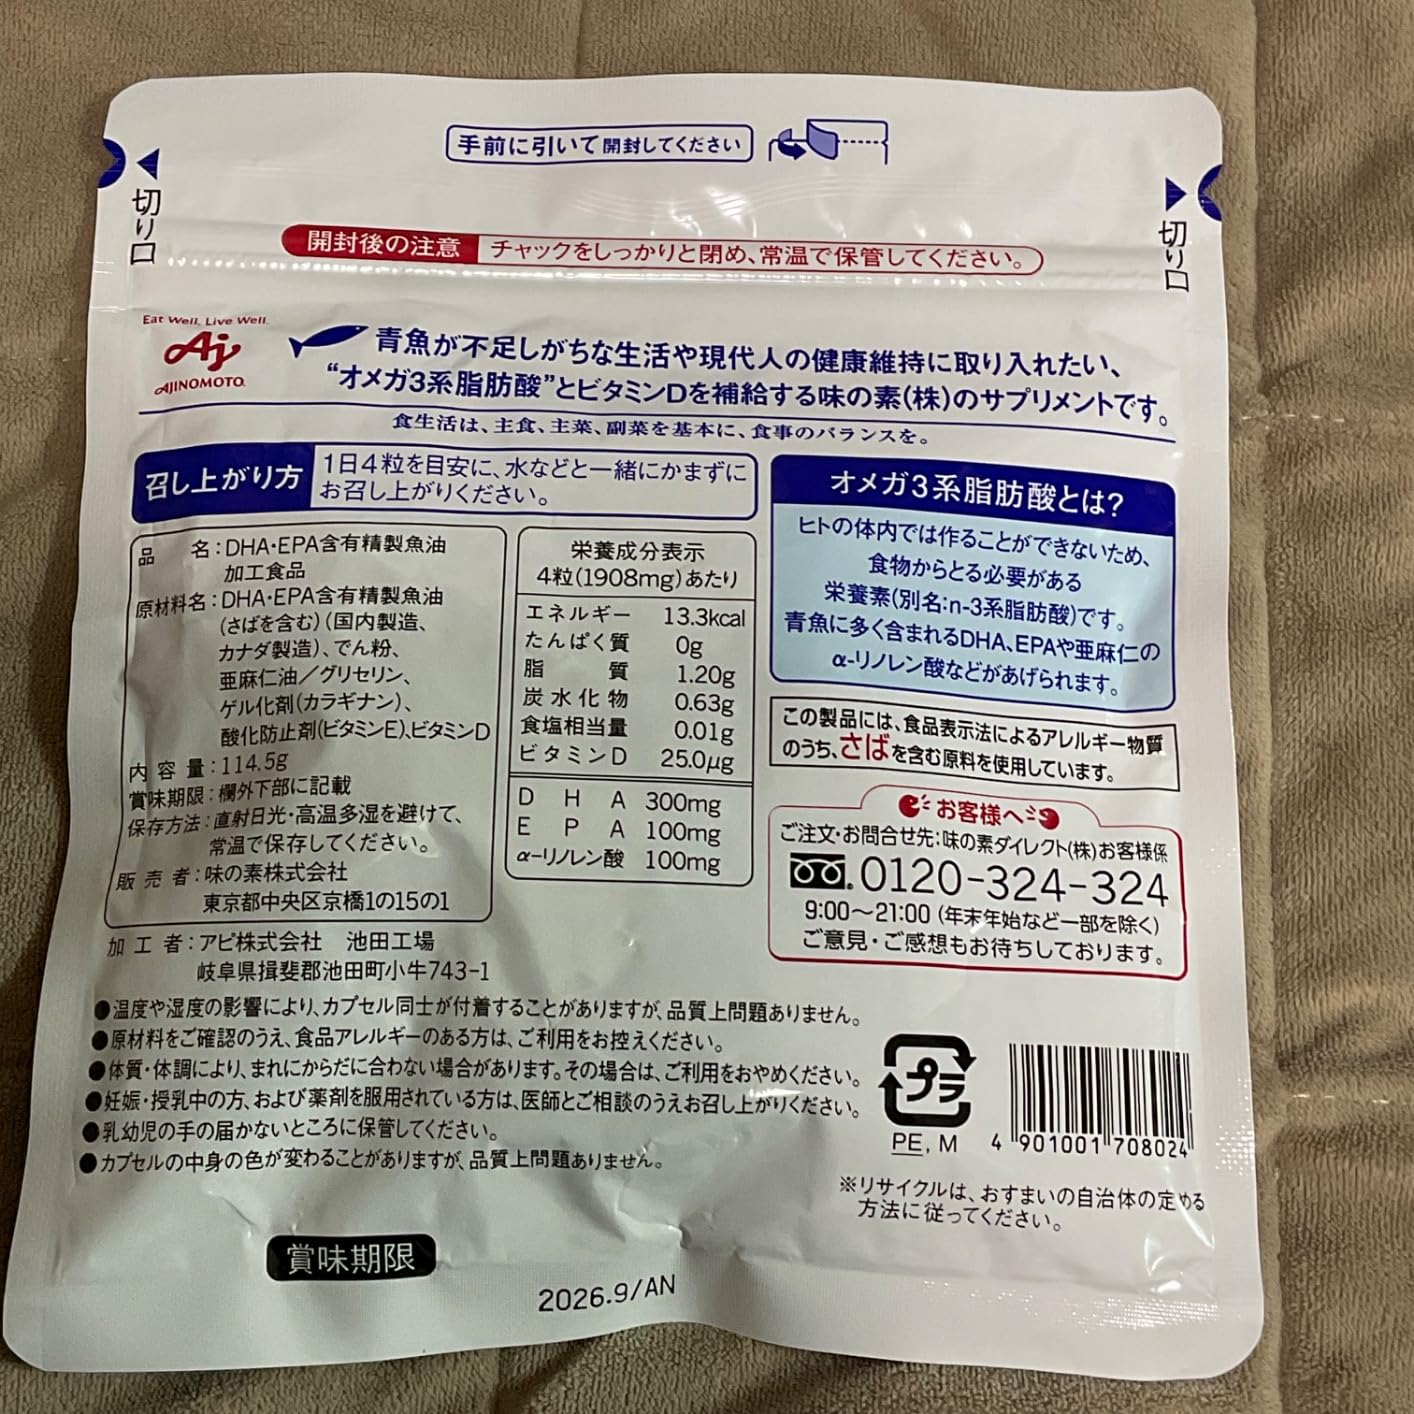 手前に引いて開封してください
切り口
切り口
開封後の注意 チャックをしっかりと閉め、常温で保管してください。
Eat Well, Live Well.
Aj
AJINOMOTO.
青魚が不足しがちな生活や現代人の健康維持に取り入れたい、
“オメガ3系脂肪酸”とビタミンDを補給する味の素(株)のサプリメントです。
食生活は、主食、主菜、副菜を基本に、食事のバランスを。
召し上がり方
1日4粒を目安に、水などと一緒にかまずに
お召し上がりください。
品名:DHA・EPA含有精製魚油
加工食品
原材料名:DHA・EPA含有精製魚油
(さばを含む)(国内製造、
カナダ製造)、でん粉、
亜麻仁油/グリセリン、
ゲル化剤(カラギナン)、
酸化防止剤(ビタミンE)、ビタミンD
内容量:114.5g
賞味期限:欄外下部に記載
保存方法:直射日光・高温多湿を避けて、
常温で保存してください。
販売者:味の素株式会社
東京都中央区京橋1の15の1
加工者:アピ株式会社 池田工場
岐阜県揖斐郡池田町小牛743-1
栄養成分表示
4粒(1908mg)あたり
エネルギー 13.3kcal
たんぱく質 0g
脂質 1.20g
炭水化物 0.63g
食塩相当量 0.01g
ビタミンD 25.0μg
DHA 300mg
EPA 100mg
α-リノレン酸 100mg
オメガ3系脂肪酸とは?
ヒトの体内では作ることができないため、
食物からとる必要がある
栄養素(別名:n-3系脂肪酸)です。
青魚に多く含まれるDHA、EPAや亜麻仁の
α-リノレン酸などがあげられます。
この製品には、食品表示法によるアレルギー物質
のうち、さばを含む原料を使用しています。
お客様へ
ご注文・お問合せ先:味の素ダイレクト(株)お客様係
0120-324-324
9:00〜21:00(年末年始など一部を除く)
ご意見・ご感想もお待ちしております。
●温度や湿度の影響により、カプセル同士が付着することがありますが、品質上問題ありません。
●原材料をご確認のうえ、食品アレルギーのある方は、ご利用をお控えください。
●体質・体調により、まれにからだに合わない場合があります。その場合は、ご利用をおやめください。
●妊娠・授乳中の方、および薬剤を服用されている方は、医師とご相談のうえお召し上がりください。
●乳幼児の手の届かないところに保管してください。
●カプセルの中身の色が変わることがありますが、品質上問題ありません。
プラ
PE, M
4 901001 708024
※リサイクルは、おすまいの自治体の定める
方法に従ってください。
賞味期限
2026.9/AN